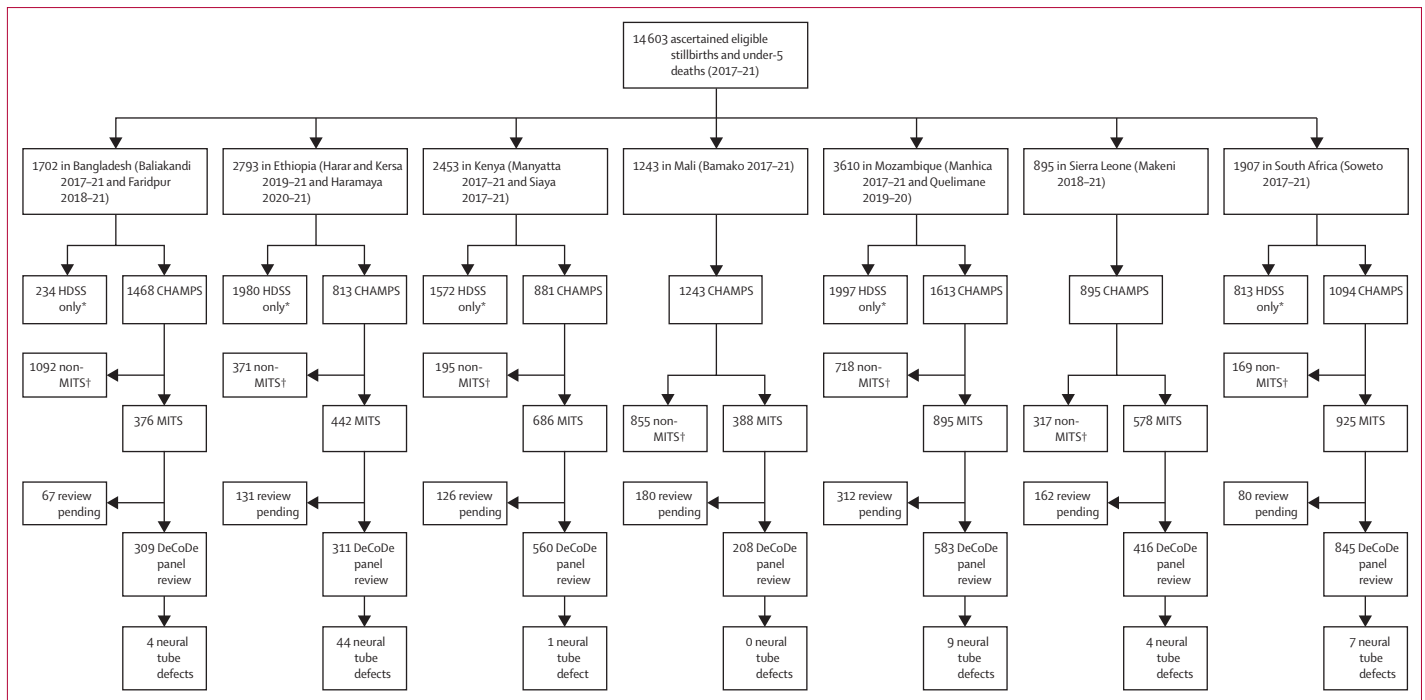 14 603 ascertained eligible
stillbirths and under-5
deaths (2017–21)
1702 in Bangladesh (Baliakandi
2017–21 and Faridpur
2018–21)
2793 in Ethiopia (Harar and Kersa
2019–21 and Haramaya
2020–21)
2453 in Kenya (Manyatta
2017–21 and Siaya
2017–21)
1243 in Mali (Bamako 2017–21)
3610 in Mozambique (Manhica
2017–21 and Quelimane
2019–20)
895 in Sierra Leone (Makeni
2018–21)
1907 in South Africa (Soweto
2017–21)
234 HDSS
only*
1468 CHAMPS
1980 HDSS
only*
813 CHAMPS
1572 HDSS
only*
881 CHAMPS
1243 CHAMPS
1997 HDSS
only*
1613 CHAMPS
895 CHAMPS
813 HDSS
only*
1094 CHAMPS
1092 non-
MITS†
371 non-
MITS†
195 non-
MITS†
718 non-
MITS†
169 non-
MITS†
376 MITS
442 MITS
686 MITS
855 non-
MITS†
388 MITS
895 MITS
317 non-
MITS†
578 MITS
925 MITS
67 review
pending
131 review
pending
126 review
pending
180 review
pending
312 review
pending
162 review
pending
80 review
pending
309 DeCoDe
panel
review
311 DeCoDe
panel
review
560 DeCoDe
panel
review
208 DeCoDe
panel
review
583 DeCoDe
panel
review
416 DeCoDe
panel
review
845 DeCoDe
panel
review
4 neural
tube
defects
44 neural
tube
defects
1 neural
tube
defect
0 neural
tube
defects
9 neural
tube
defects
4 neural
tube
defects
7 neural
tube
defects